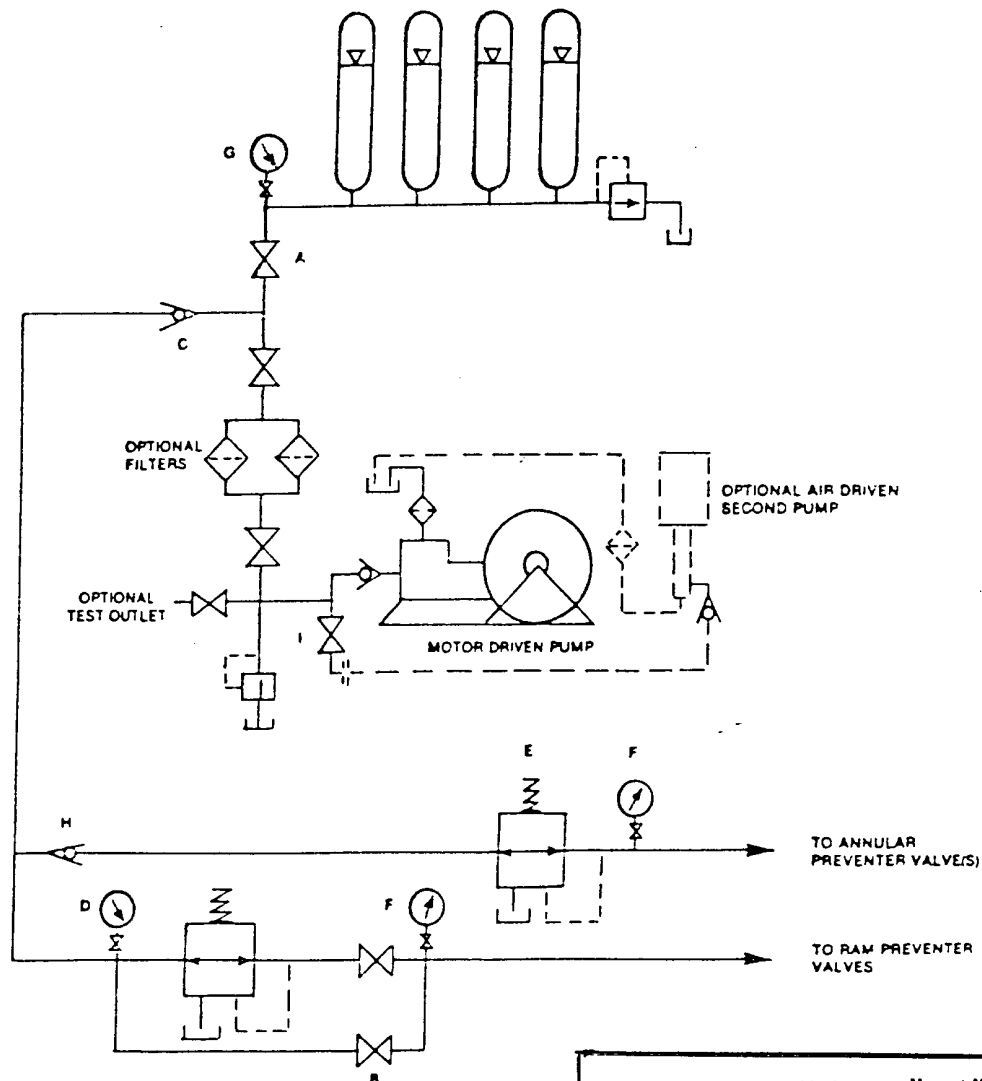 G
A
C
OPTIONAL
FILTERS
OPTIONAL AIR DRIVEN
SECOND PUMP
OPTIONAL
TEST OUTLET
I
MOTOR DRIVEN PUMP
E
F
H
TO ANNULAR
PREVENTER VALVE(S)
D
F
TO RAM PREVENTER
VALVES